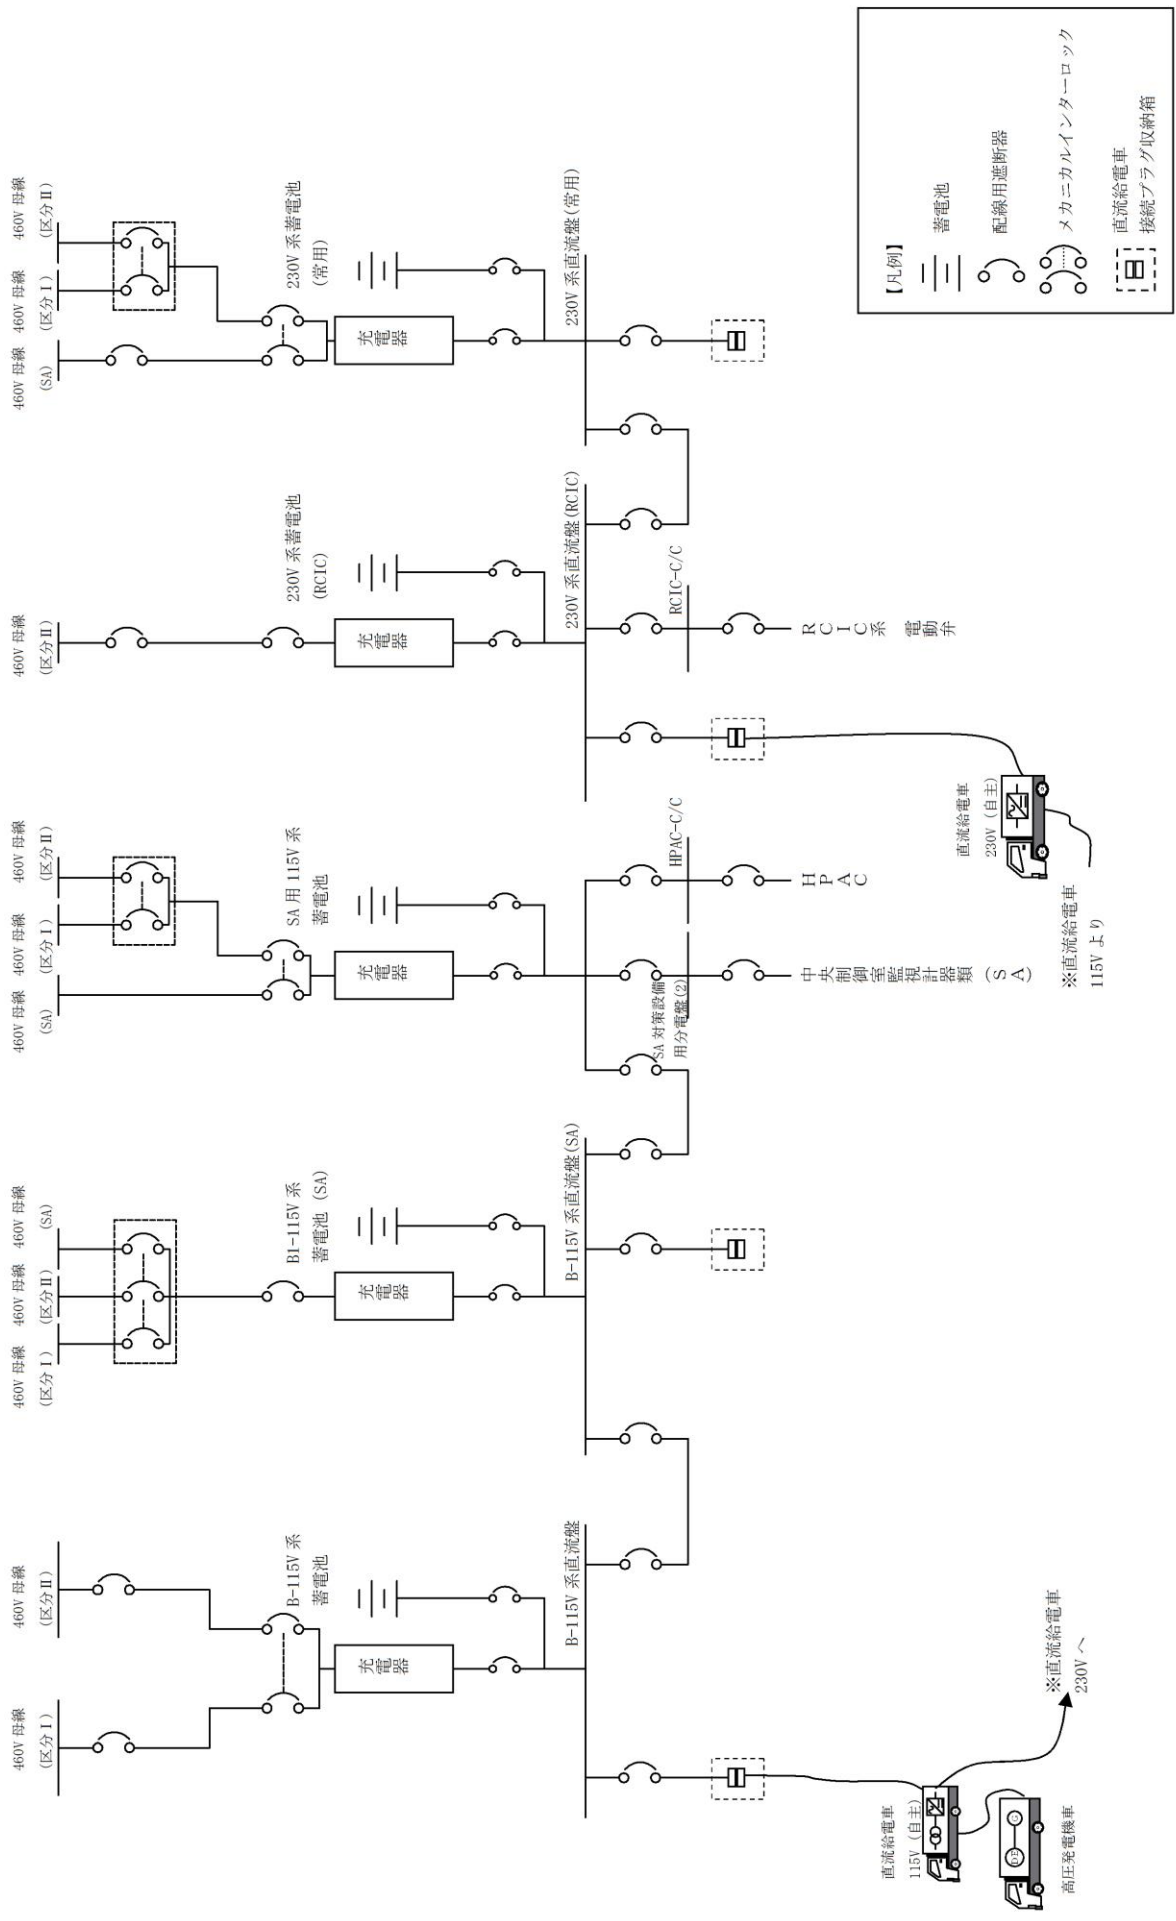 460V 母線
(区分Ⅰ)
460V 母線
(区分Ⅱ)
B-115V 系
蓄電池
充電器
B-115V 系直流盤
直流給電車
115V (自主)
DE
G
高圧発電機車
※直流給電車
230V へ
460V 母線
(区分Ⅰ)
460V 母線
(区分Ⅱ)
460V 母線
(SA)
B1-115V 系
蓄電池 (SA)
充電器
B-115V 系直流盤(SA)
460V 母線
(SA)
460V 母線
(区分Ⅰ)
460V 母線
(区分Ⅱ)
SA 用 115V 系
蓄電池
充電器
SA 対策設備
用分電盤(2)
中央制御室監視計器類(SA)
HPAC-C/C
HPAC
460V 母線
(区分Ⅱ)
230V 系蓄電池
(RCIC)
充電器
230V 系直流盤(RCIC)
RCIC-C/C
RCIC系 電動弁
直流給電車
230V (自主)
※直流給電車
115V より
460V 母線
(SA)
460V 母線
(区分Ⅰ)
460V 母線
(区分Ⅱ)
230V 系蓄電池
(常用)
充電器
230V 系直流盤(常用)
【凡例】
蓄電池
配線用遮断器
メカニカルインターロック
直流給電車
接続プラグ収納箱